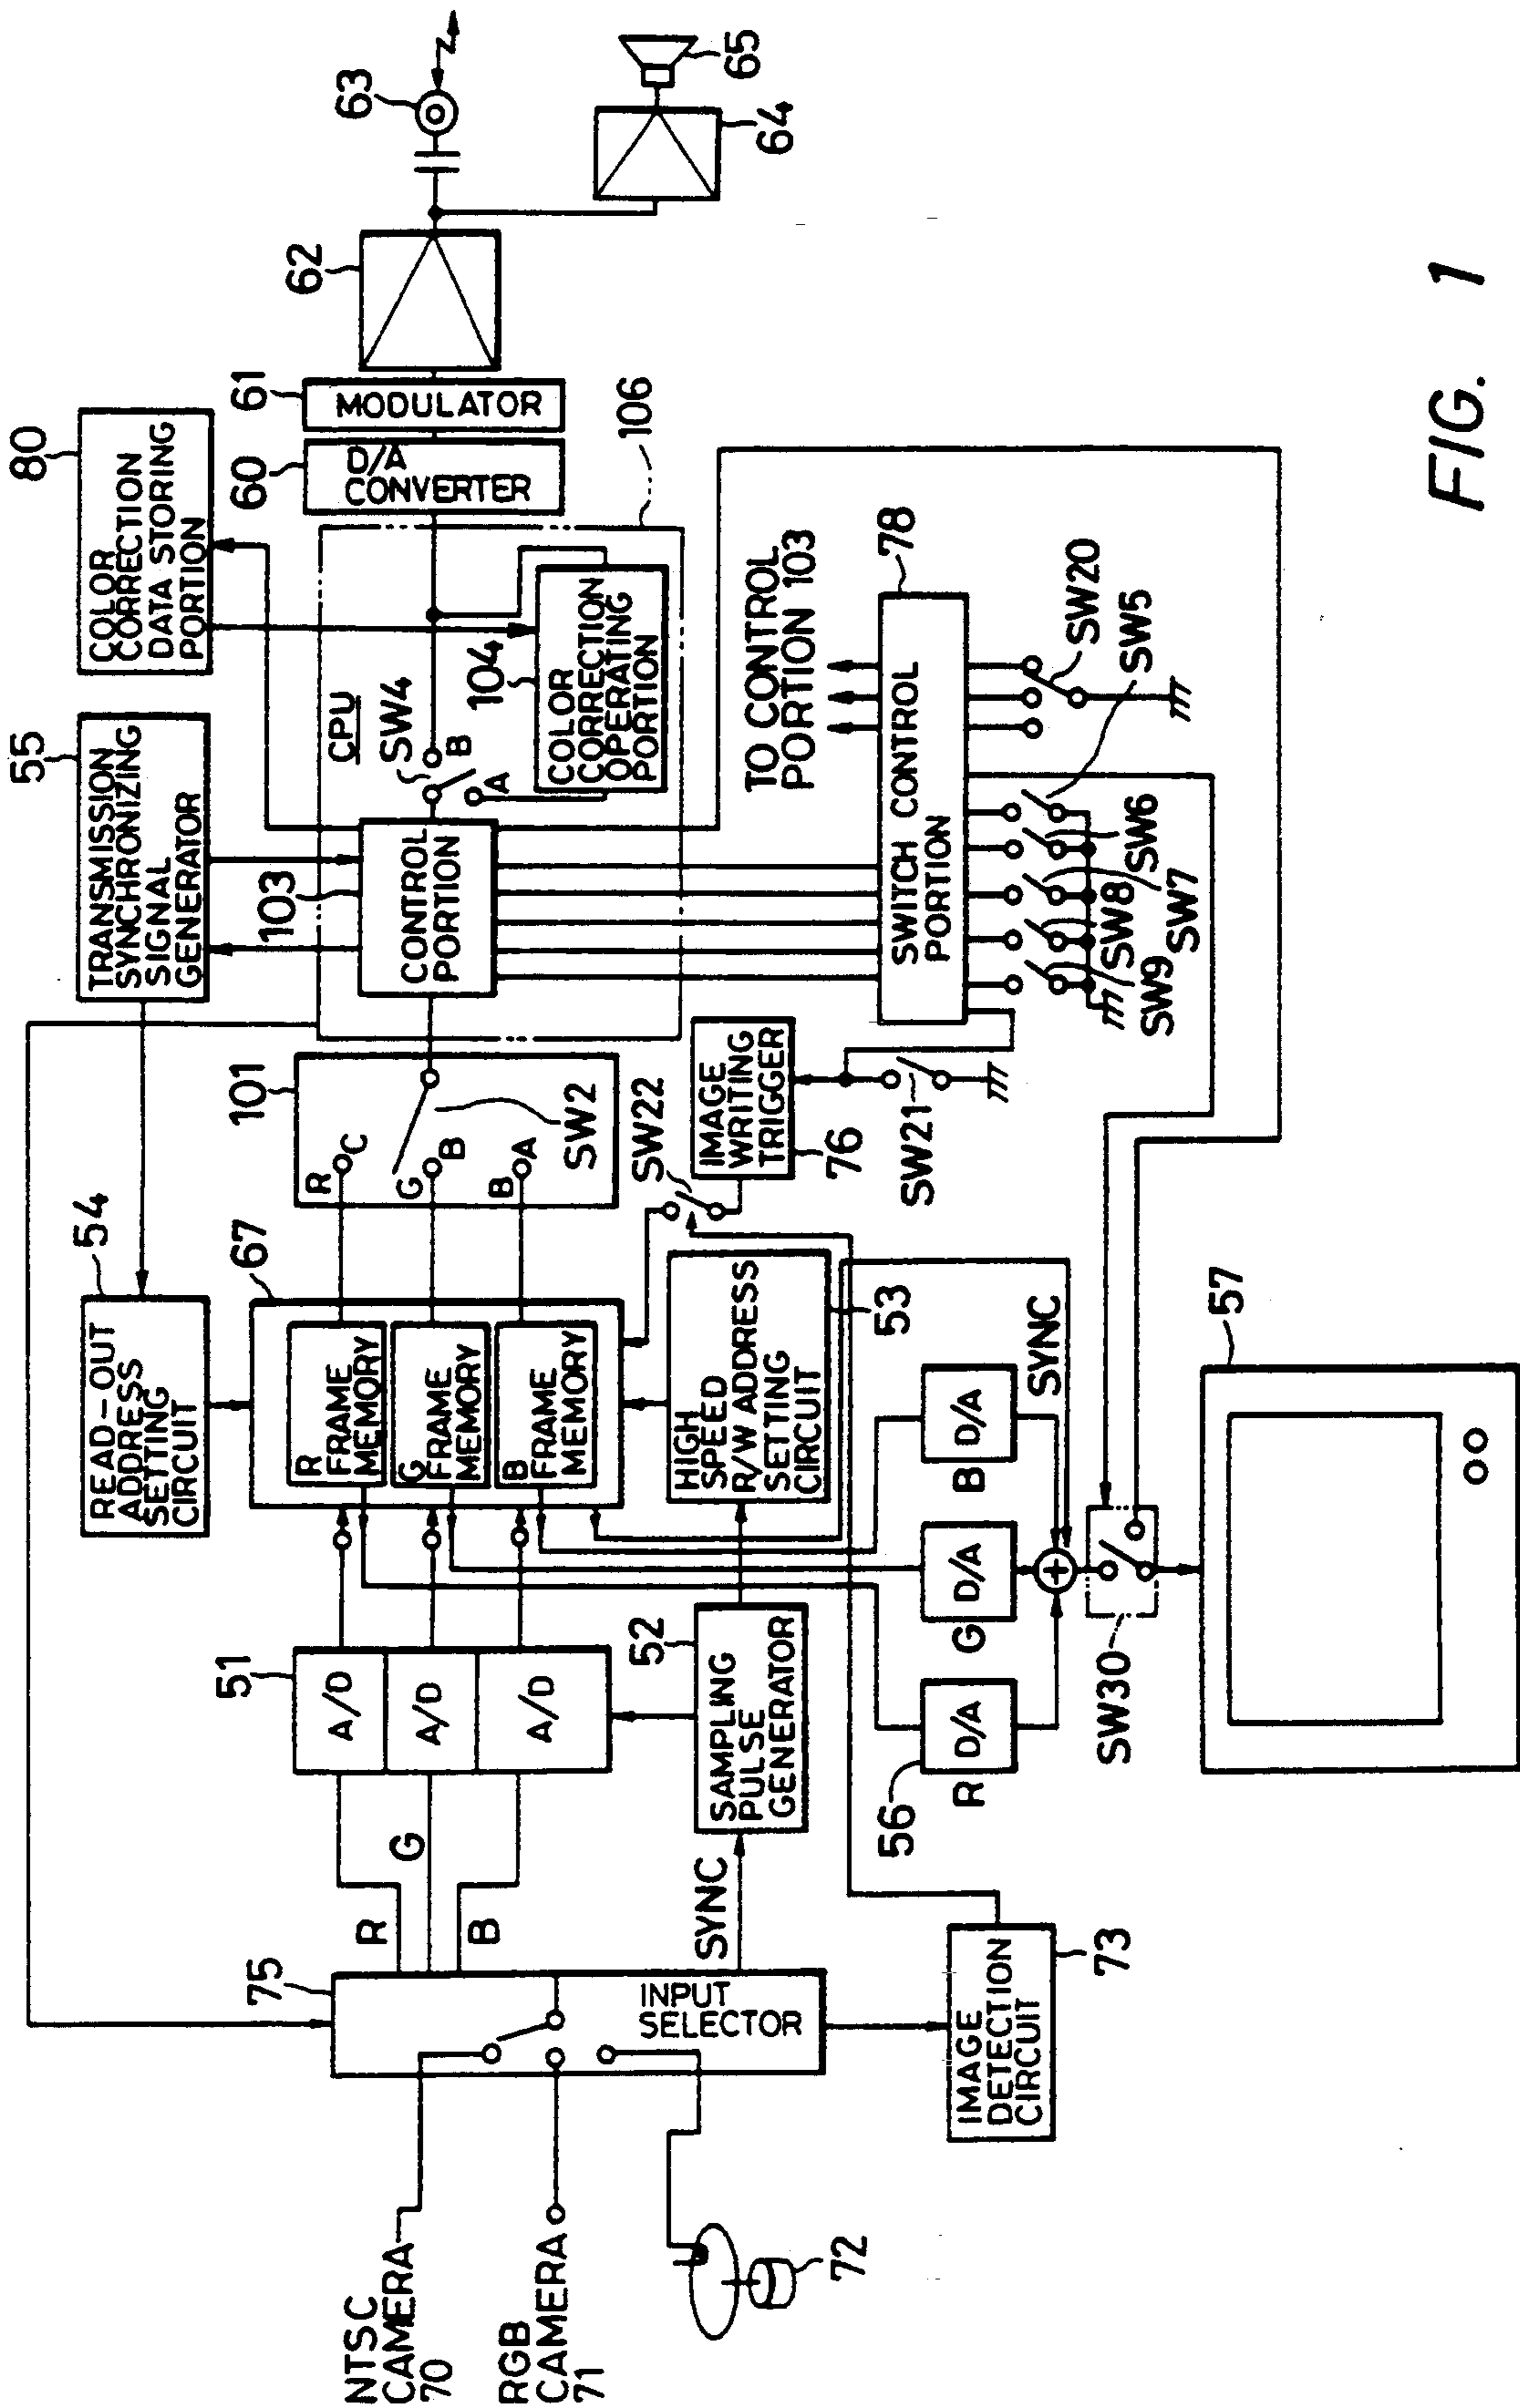 NTSC
CAMERA
70
RGB
CAMERA
71
72
75
INPUT
SELECTOR
R
G
B
SYNC
IMAGE
DETECTION
CIRCUIT
73
51
A/D
A/D
A/D
52
SAMPLING
PULSE
GENERATOR
54
READ-OUT
ADDRESS
SETTING
CIRCUIT
67
R
FRAME
MEMORY
G
FRAME
MEMORY
B
FRAME
MEMORY
HIGH
SPEED
R/W ADDRESS
SETTING
CIRCUIT
53
56
R
D/A
G
D/A
B
D/A
SYNC
SW30
57
101
R
C
G
B
B
A
SW2
SW22
IMAGE
WRITING
TRIGGER
76
SW21
55
TRANSMISSION
SYNCHRONIZING
SIGNAL
GENERATOR
103
CONTROL
PORTION
CPU
SW4
B
A
104
COLOR
CORRECTION
OPERATING
PORTION
106
80
COLOR
CORRECTION
DATA STORING
PORTION
60
D/A
CONVERTER
61
MODULATOR
62
63
64
65
TO CONTROL
PORTION 103
78
SWITCH CONTROL
PORTION
SW20
SW5
SW6
SW7
SW8
SW9
FIG. 1